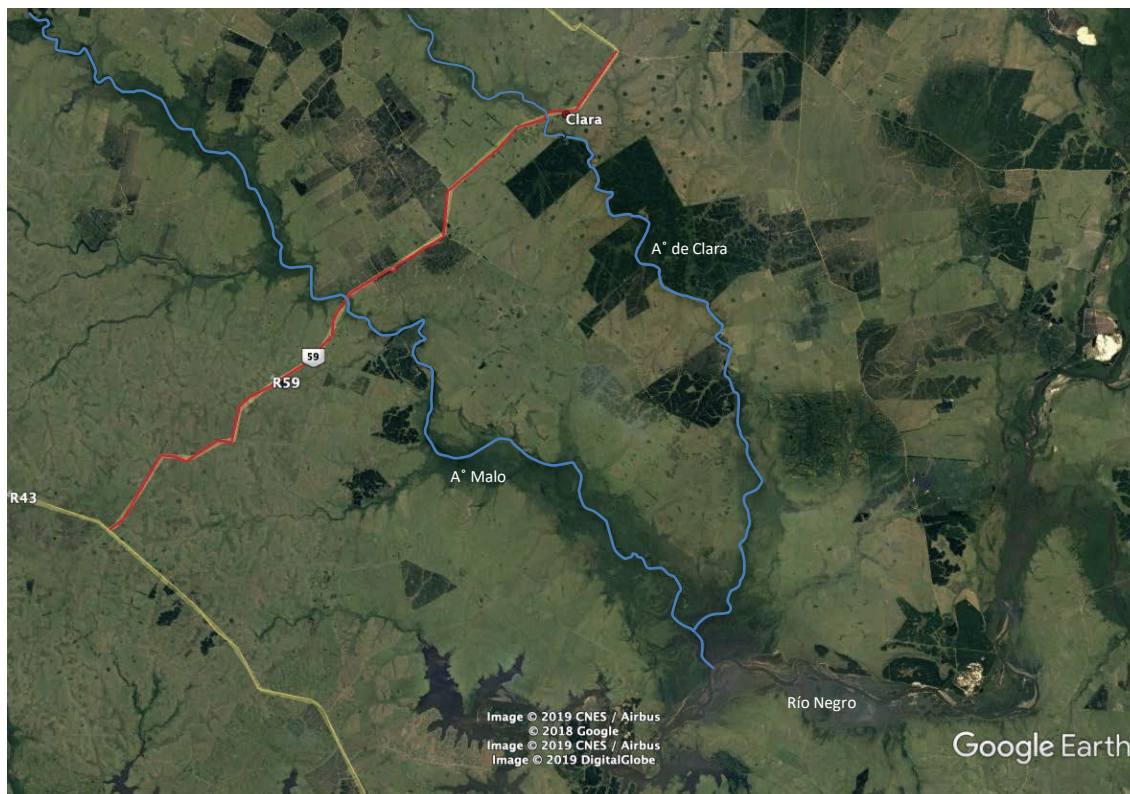 Clara
A° de Clara
59
R59
A° Malo
R43
Río Negro
Image © 2019 CNES / Airbus
© 2018 Google
Image © 2019 CNES / Airbus
Image © 2019 DigitalGlobe
Google Earth